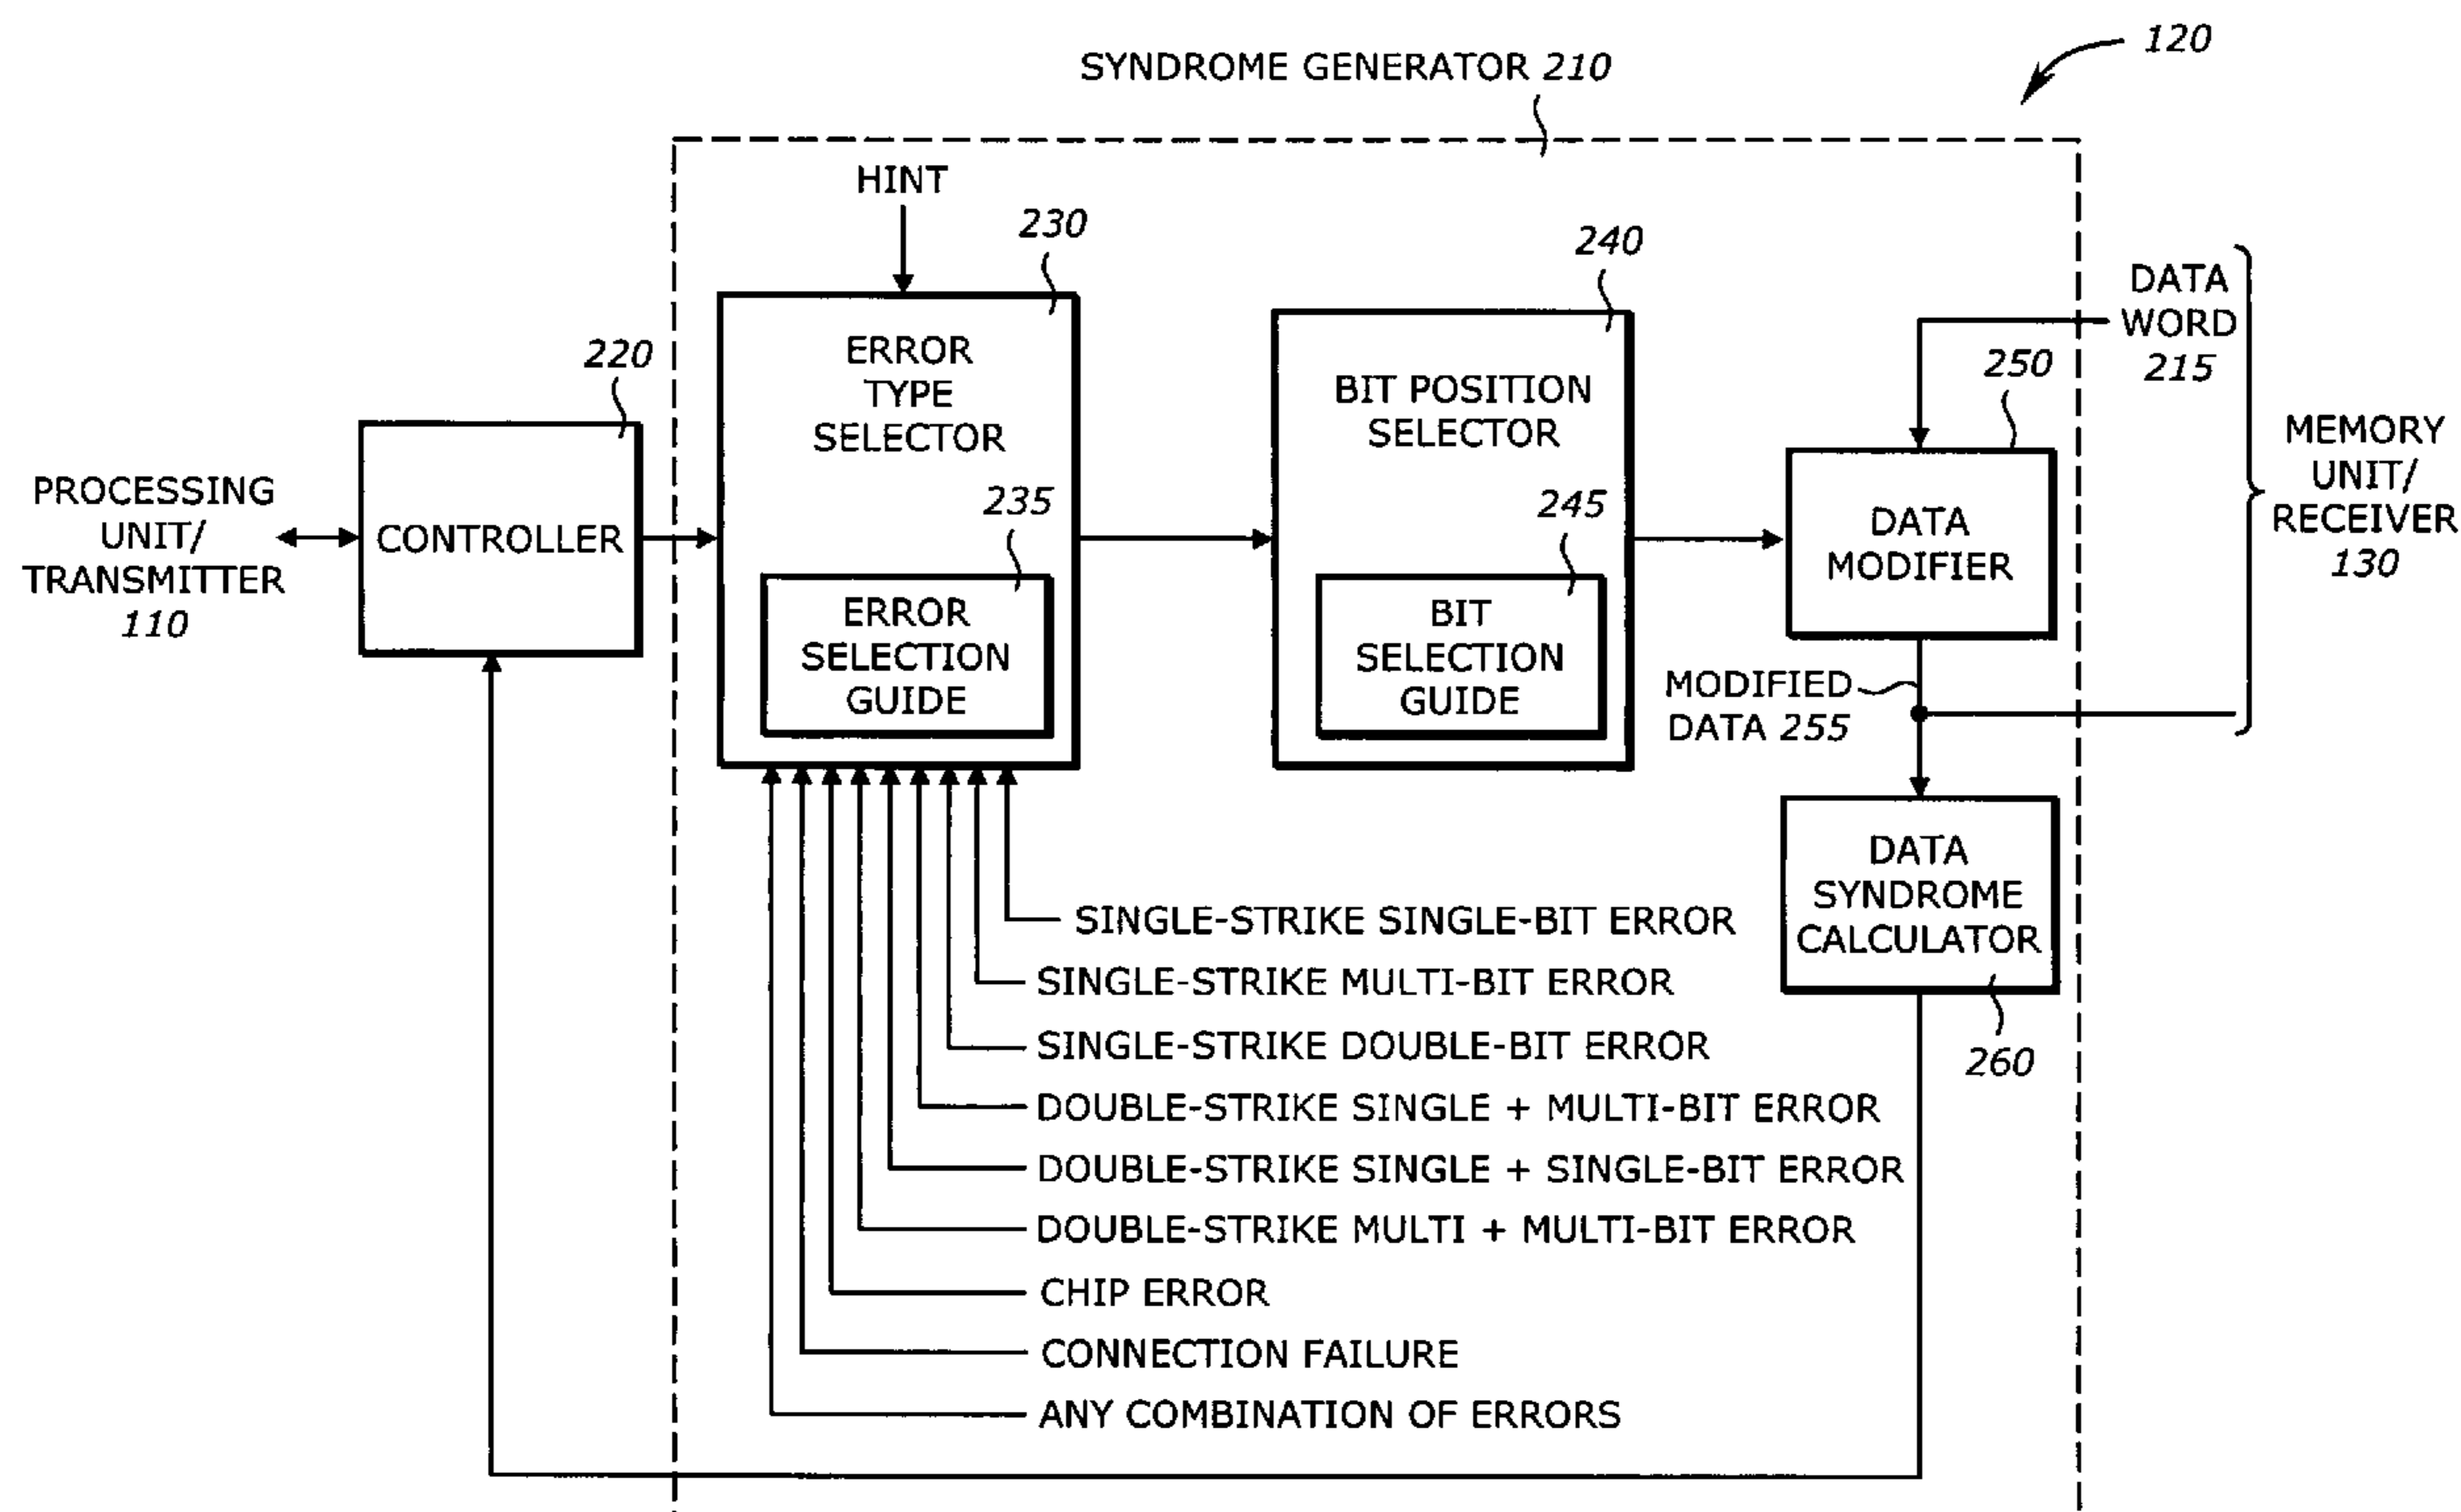 120
SYNDROME GENERATOR 210
HINT
230
240
DATA
WORD
215
220
ERROR
TYPE
SELECTOR
BIT POSITION
SELECTOR
250
MEMORY
UNIT/
RECEIVER
130
PROCESSING
UNIT/
TRANSMITTER
110
CONTROLLER
235
245
DATA
MODIFIER
ERROR
SELECTION
GUIDE
BIT
SELECTION
GUIDE
MODIFIED
DATA 255
DATA
SYNDROME
CALCULATOR
260
SINGLE-STRIKE SINGLE-BIT ERROR
SINGLE-STRIKE MULTI-BIT ERROR
SINGLE-STRIKE DOUBLE-BIT ERROR
DOUBLE-STRIKE SINGLE + MULTI-BIT ERROR
DOUBLE-STRIKE SINGLE + SINGLE-BIT ERROR
DOUBLE-STRIKE MULTI + MULTI-BIT ERROR
CHIP ERROR
CONNECTION FAILURE
ANY COMBINATION OF ERRORS